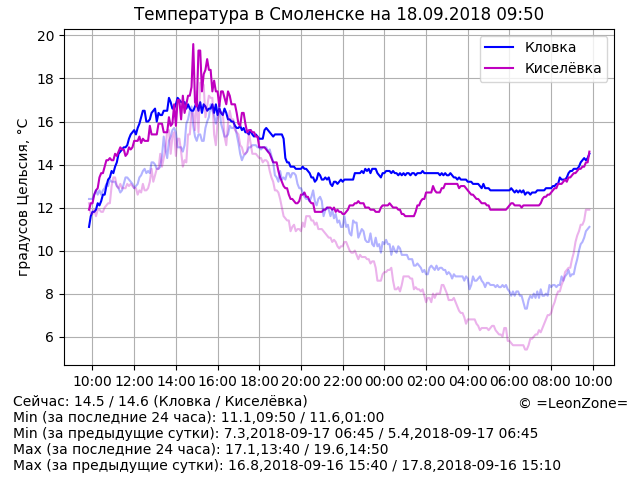 Температура в Смоленске на 18.09.2018 09:50
градусов Цельсия, °C
20
18
16
14
12
10
8
6
Кловка
Киселёвка
10:00 12:00 14:00 16:00 18:00 20:00 22:00 00:00 02:00 04:00 06:00 08:00 10:00
Сейчас: 14.5 / 14.6 (Кловка / Киселёвка)
© =LeonZone=
Min (за последние 24 часа): 11.1,09:50 / 11.6,01:00
Min (за предыдущие сутки): 7.3,2018-09-17 06:45 / 5.4,2018-09-17 06:45
Max (за последние 24 часа): 17.1,13:40 / 19.6,14:50
Max (за предыдущие сутки): 16.8,2018-09-16 15:40 / 17.8,2018-09-16 15:10